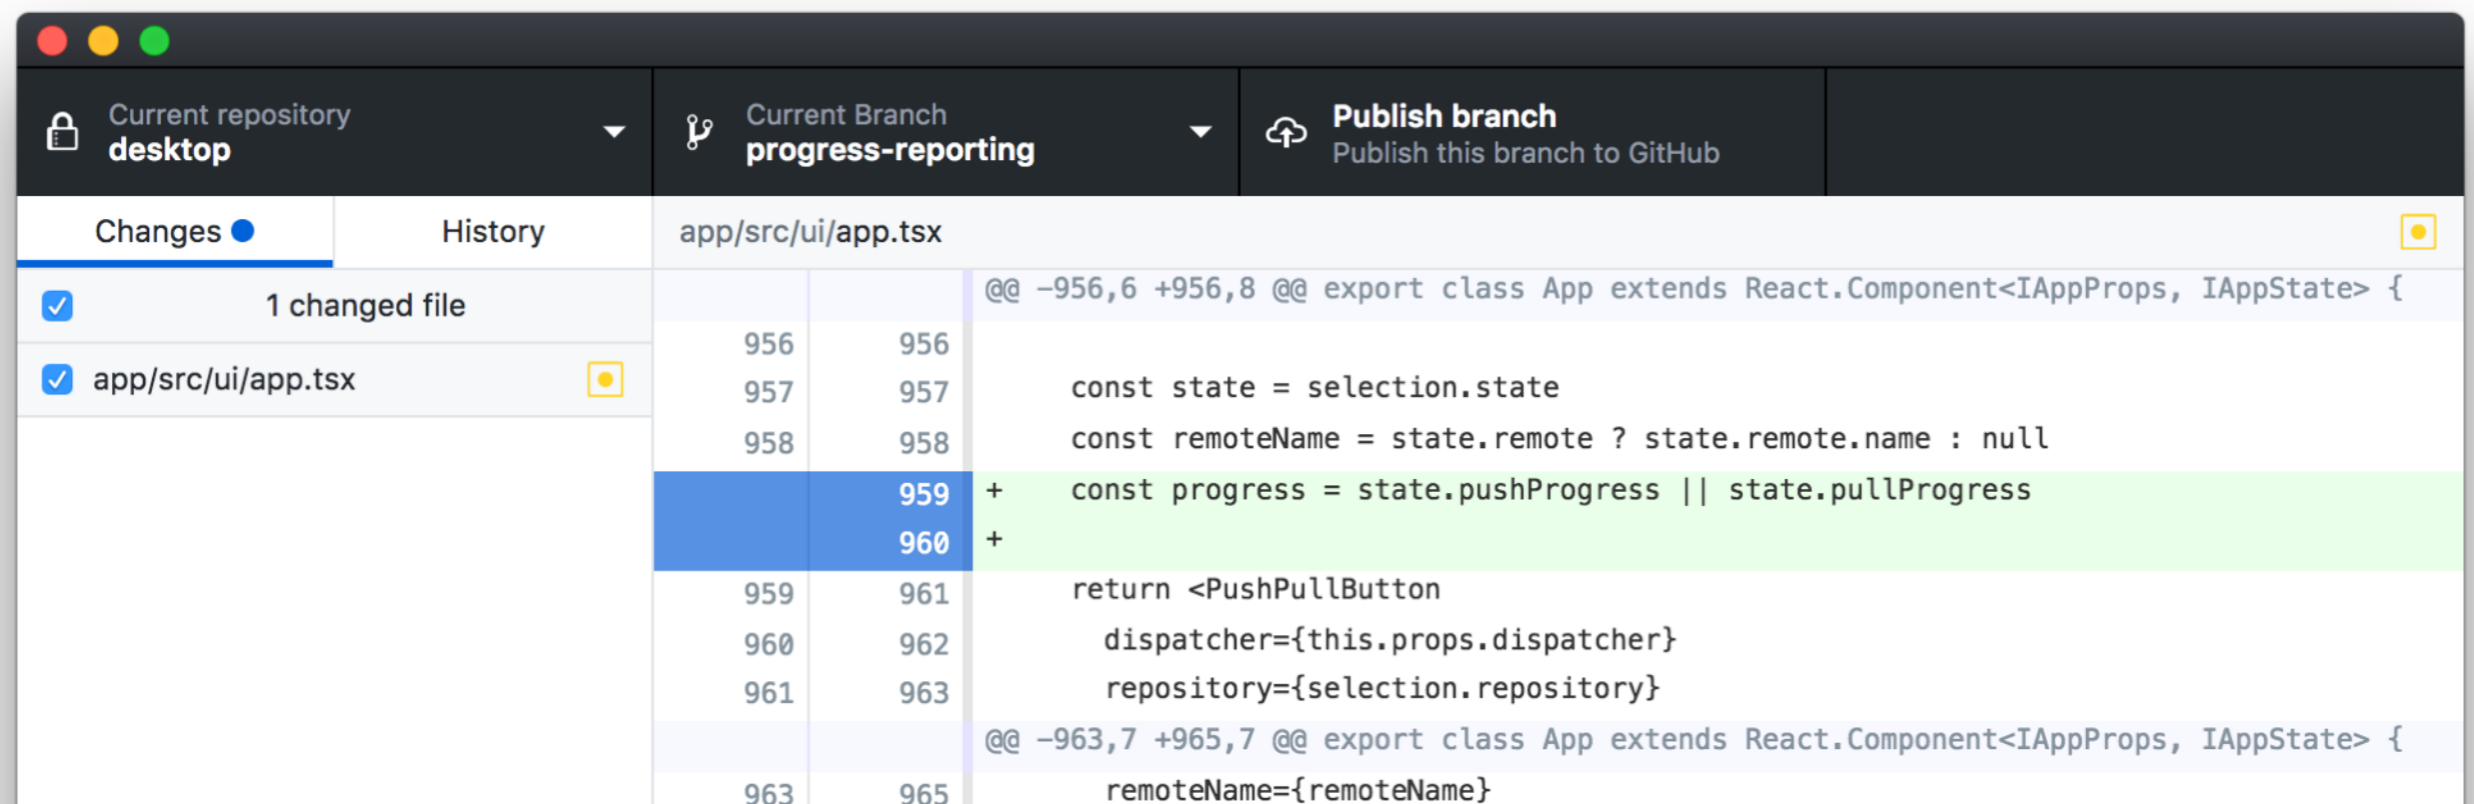 Current repository
desktop
Current Branch
progress-reporting
Publish branch
Publish this branch to GitHub
Changes
History
1 changed file
app/src/ui/app.tsx
app/src/ui/app.tsx
@@ -956,6 +956,8 @@ export class App extends React.Component<IAppProps, IAppState> {
956 956
957 957 const state = selection.state
958 958 const remoteName = state.remote ? state.remote.name : null
959 + const progress = state.pushProgress || state.pullProgress
960 +
959 961 return <PushPullButton
960 962 dispatcher={this.props.dispatcher}
961 963 repository={selection.repository}
@@ -963,7 +965,7 @@ export class App extends React.Component<IAppProps, IAppState> {
963 965 remoteName={remoteName}